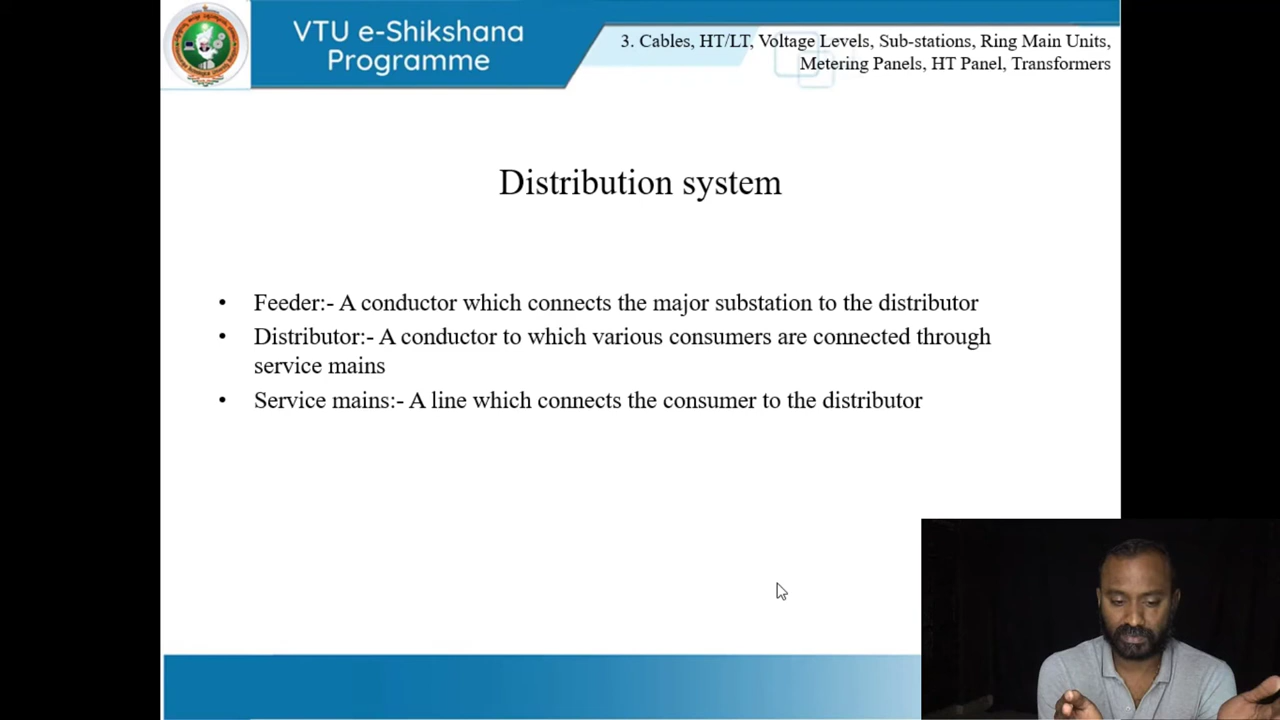 VTU e-Shikshana
Programme
3. Cables, HT/LT, Voltage Levels, Sub-stations, Ring Main Units,
Metering Panels, HT Panel, Transformers
Distribution system
• Feeder:- A conductor which connects the major substation to the distributor
• Distributor:- A conductor to which various consumers are connected through
service mains
• Service mains:- A line which connects the consumer to the distributor